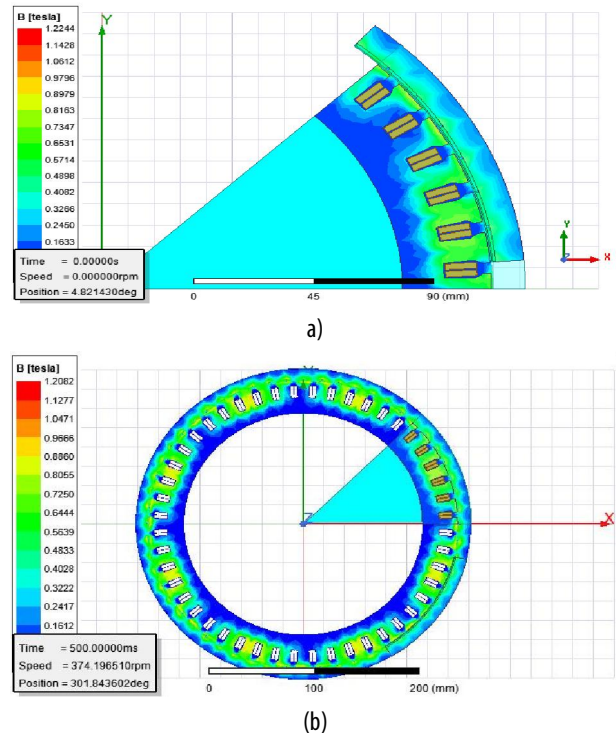 B [tesla]
1.2244
1.1428
1.0612
0.9796
0.8163
0.7347
0.6531
0.5714
0.4898
0.4082
0.3266
0.2450
0.1633
Y
Time = 0.00000s
Speed = 0.000000rpm
Position = 4.821430deg
0 45 90 (mm)
Y
Z X
a)
B [tesla]
1.2082
1.1277
1.0471
0.9666
0.8860
0.8055
0.7250
0.6444
0.5639
0.4833
0.4028
0.3222
0.2417
0.1612
Y
Z
X
Time = 500.00000ms
Speed = 374.196510rpm
Position = 301.843602deg
0 100 200 (mm)
(b)